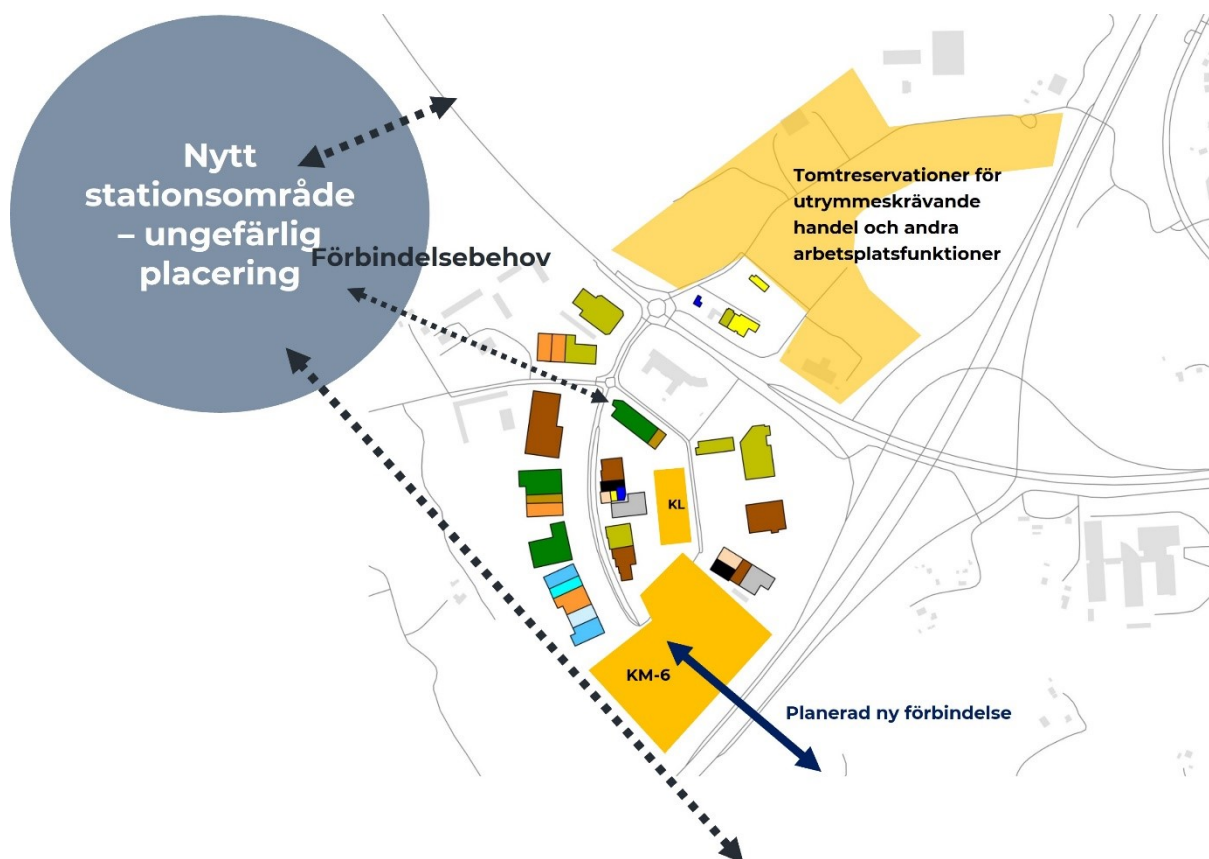 Nytt
stationsområde
– ungefärlig
placering
Förbindelsebehov
Tomtreservationer för
utrymmeskrävande
handel och andra
arbetsplatsfunktioner
KL
KM-6
Planerad ny förbindelse